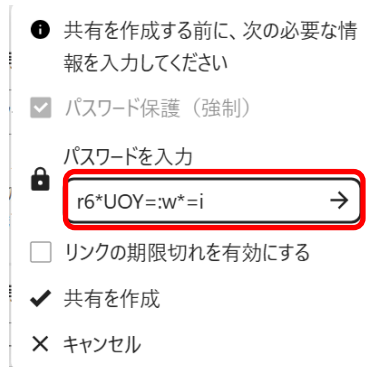 共有を作成する前に、次の必要な情
報を入力してください
パスワード保護（強制）
パスワードを入力
r6*UOY=:w*=i
リンクの期限切れを有効にする
共有を作成
キャンセル